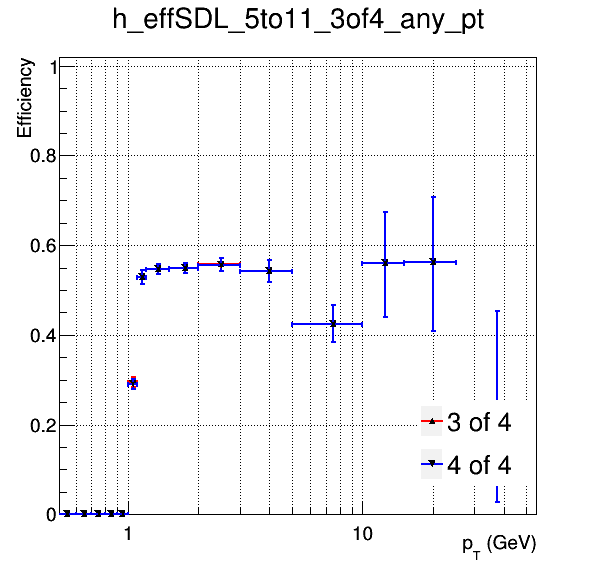 h_effSDL_5to11_3of4_any_pt
Efficiency
1
0.8
0.6
0.4
0.2
0
3 of 4
4 of 4
1
10
p_T (GeV)